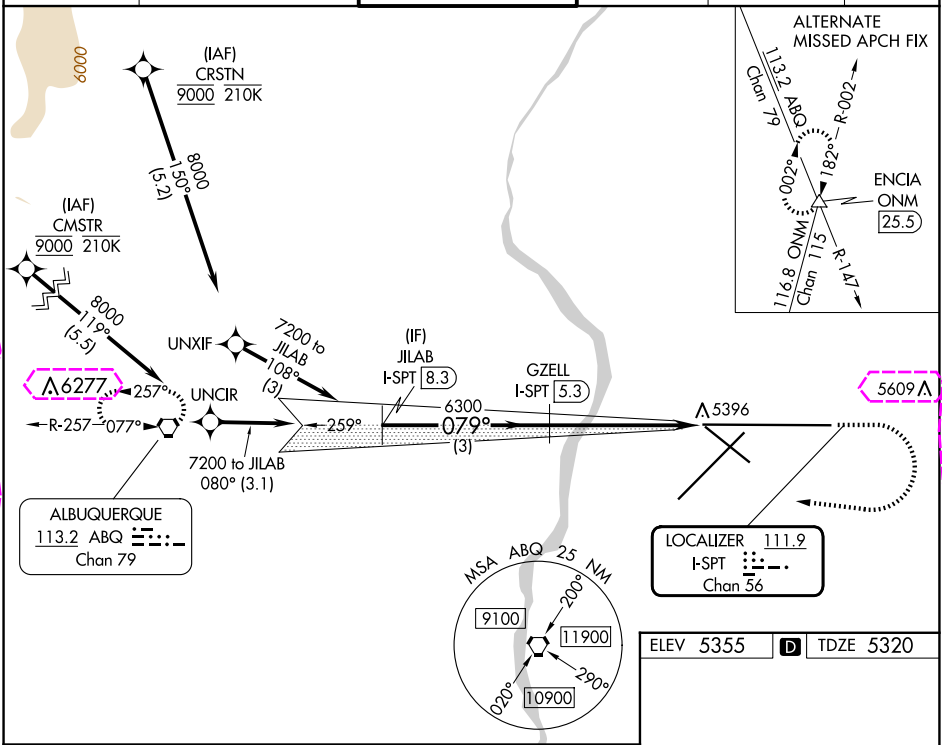 6000
(IAF)
CRSTN
9000 210K
8000
150°
(5.2)
(IAF)
CMSTR
9000 210K
8000
119°
(5.5)
ALTERNATE
MISSED APCH FIX
113.2 ABQ
Chan 79
R-002
002°
182°
ENCIA
ONM
25.5
116.8 ONM
Chan 115
R-147
UNXIF
7200 to
JILAB
108°
(3)
(IF)
JILAB
I-SPT 8.3
GZELL
I-SPT 5.3
6277
257°
UNCIR
R-257
077°
259°
6300
079°
(3)
5396
5609
7200 to JILAB
080° (3.1)
ALBUQUERQUE
113.2 ABQ
Chan 79
LOCALIZER 111.9
I-SPT
Chan 56
MSA ABQ 25 NM
200°
9100
11900
020°
290°
10900
ELEV 5355 D TDZE 5320